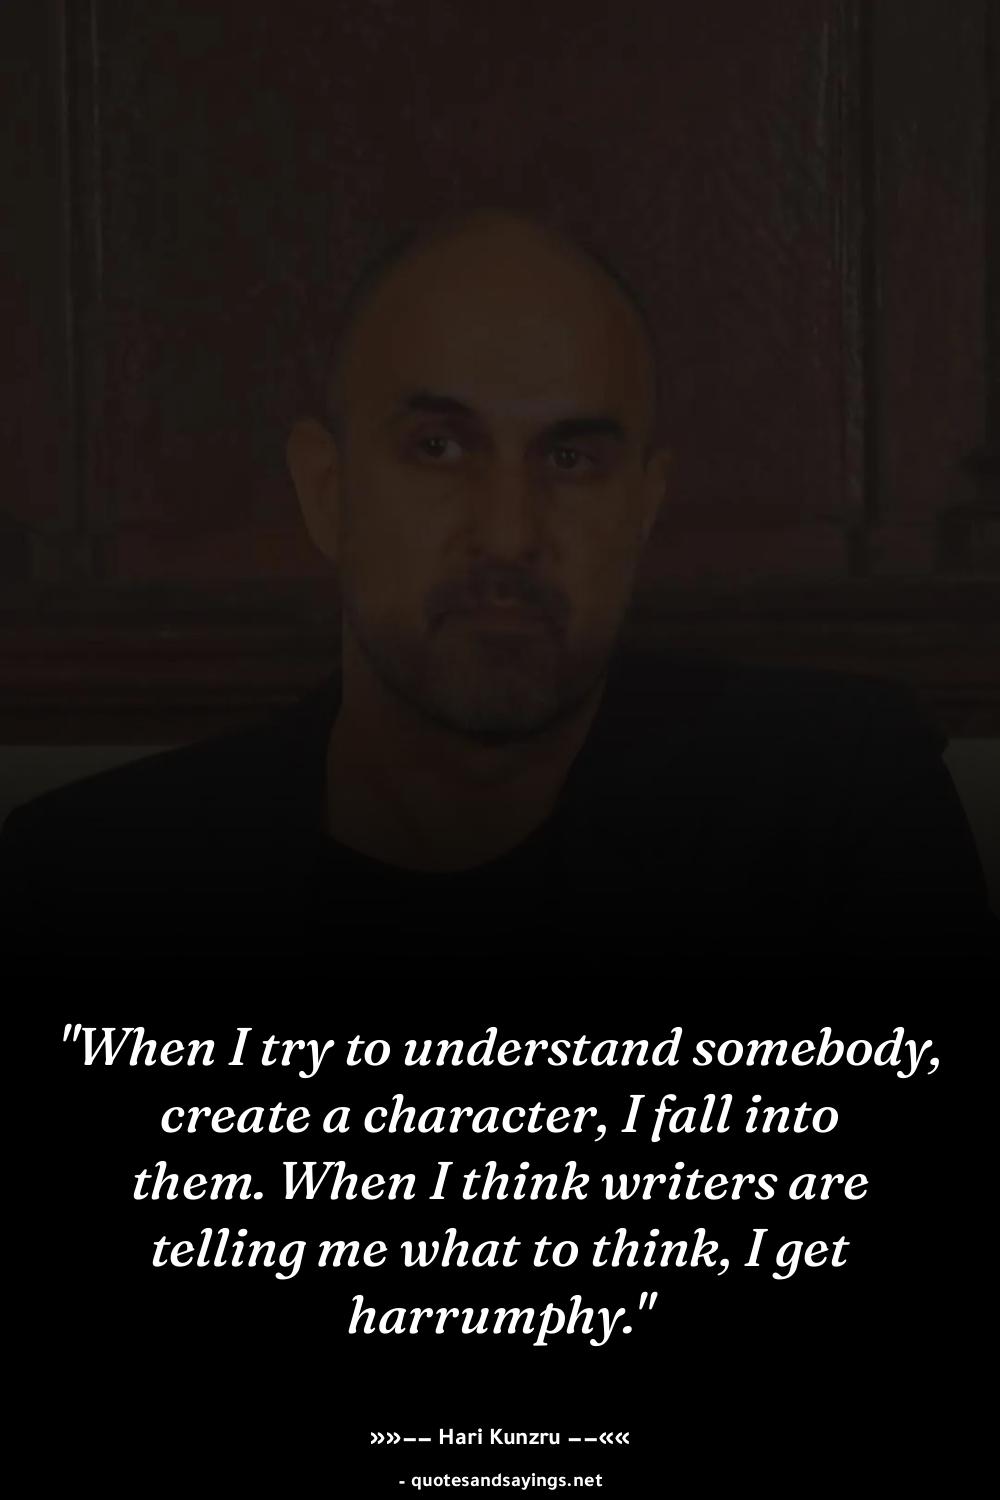 "When I try to understand somebody,
create a character, I fall into
them. When I think writers are
telling me what to think, I get
harrumphy."
»»−− Hari Kunzru −−««
- quotesandsayings.net